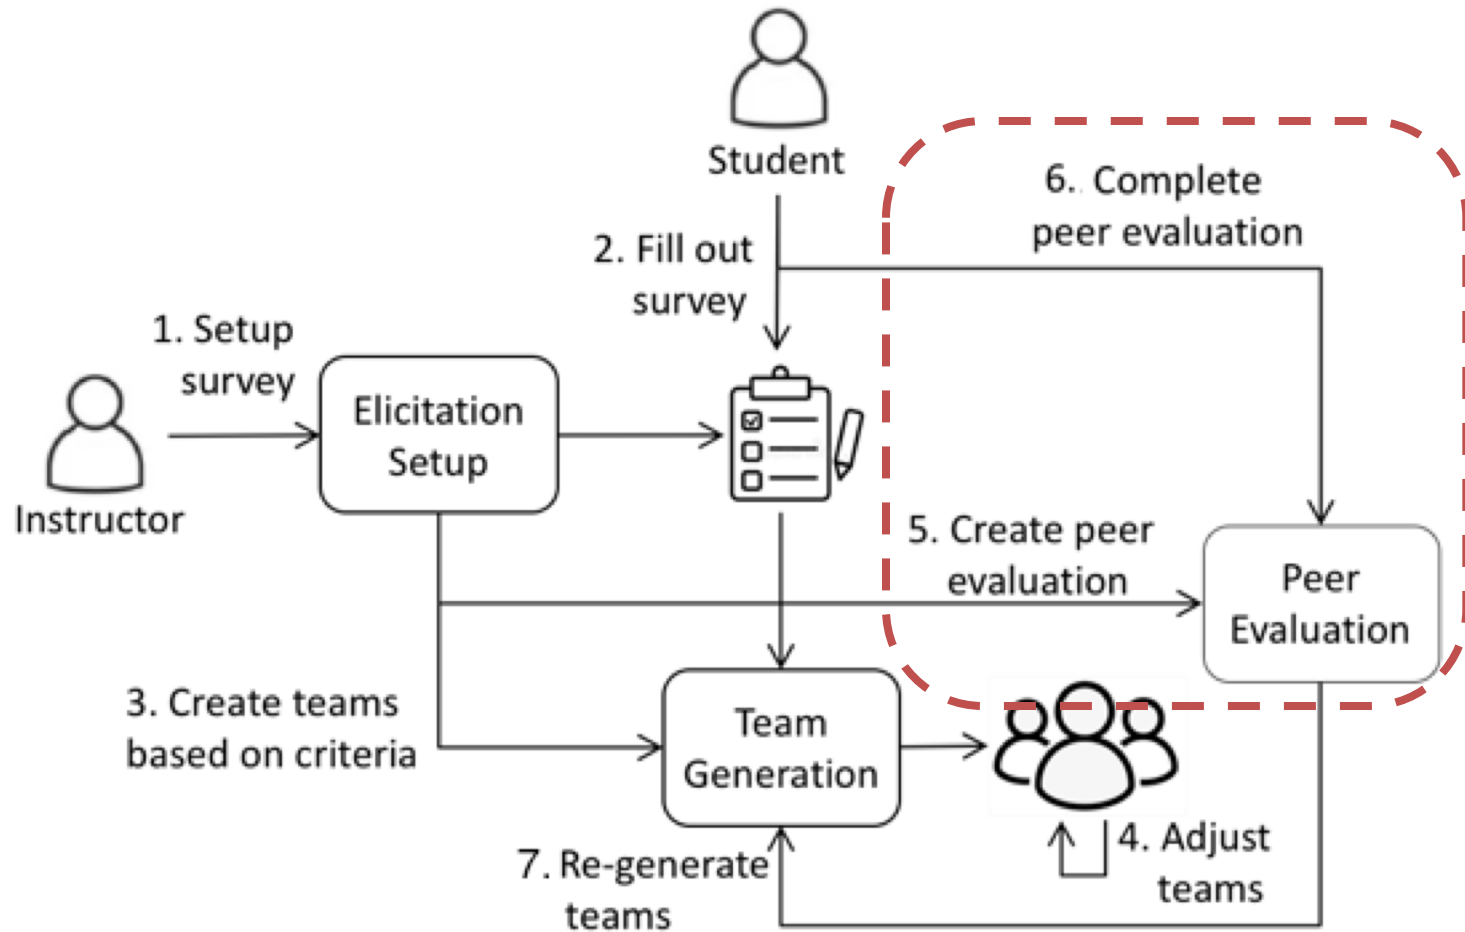 Student
6. Complete
peer evaluation
2. Fill out
survey
1. Setup
survey
Elicitation
Setup
Instructor
5. Create peer
evaluation
Peer
Evaluation
3. Create teams
based on criteria
Team
Generation
4. Adjust
teams
7. Re-generate
teams